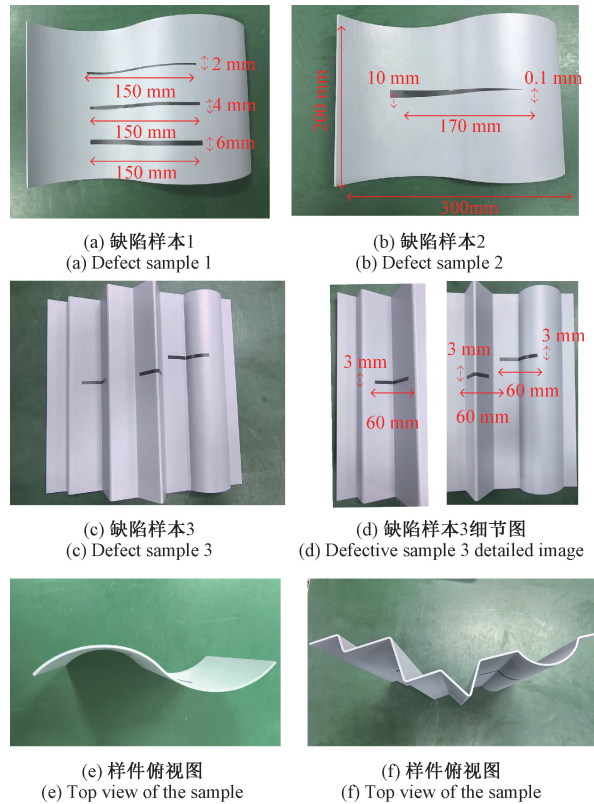 2 mm
150 mm
4 mm
150 mm
6mm
150 mm
10 mm
0.1 mm
200 mm
170 mm
300mm
(a) 缺陷样本1
(a) Defect sample 1
(b) 缺陷样本2
(b) Defect sample 2
3 mm
60 mm
3 mm
3 mm
60 mm
60 mm
(c) 缺陷样本3
(c) Defect sample 3
(d) 缺陷样本3细节图
(d) Defective sample 3 detailed image
(e) 样件俯视图
(e) Top view of the sample
(f) 样件俯视图
(f) Top view of the sample